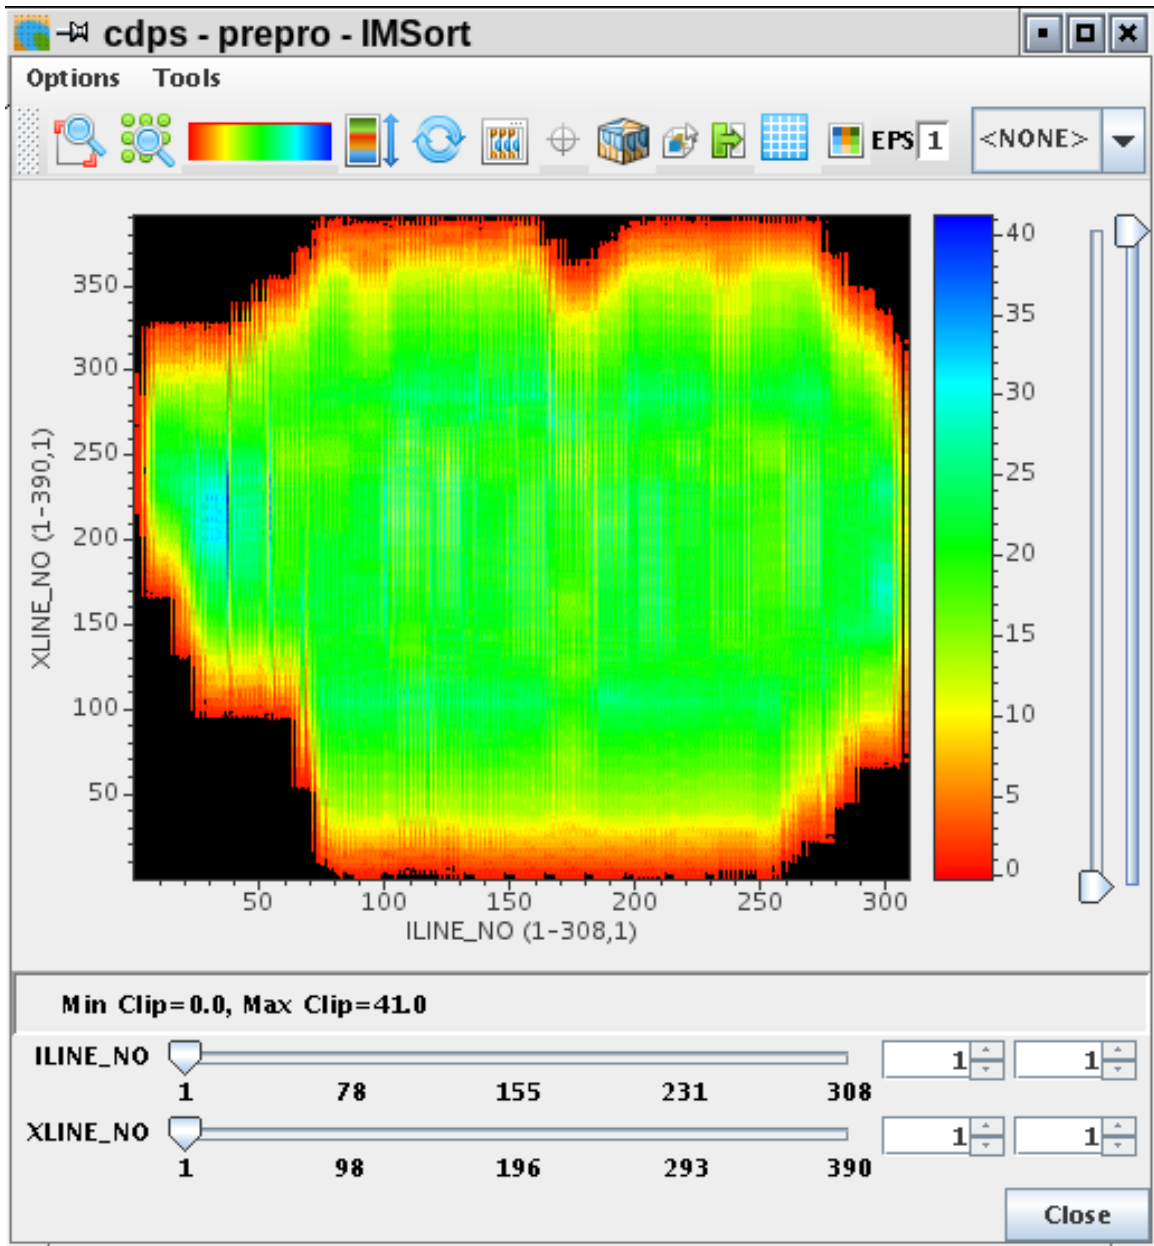 cdps - prepro - IMSort
Options Tools
EPS 1 <NONE>
350
300
250
200
150
100
50
XLINE_NO (1-390,1)
50 100 150 200 250 300
ILINE_NO (1-308,1)
40
35
30
25
20
15
10
5
0
Min Clip=0.0, Max Clip=41.0
ILINE_NO 1 1
1 78 155 231 308
XLINE_NO 1 1
1 98 196 293 390
Close